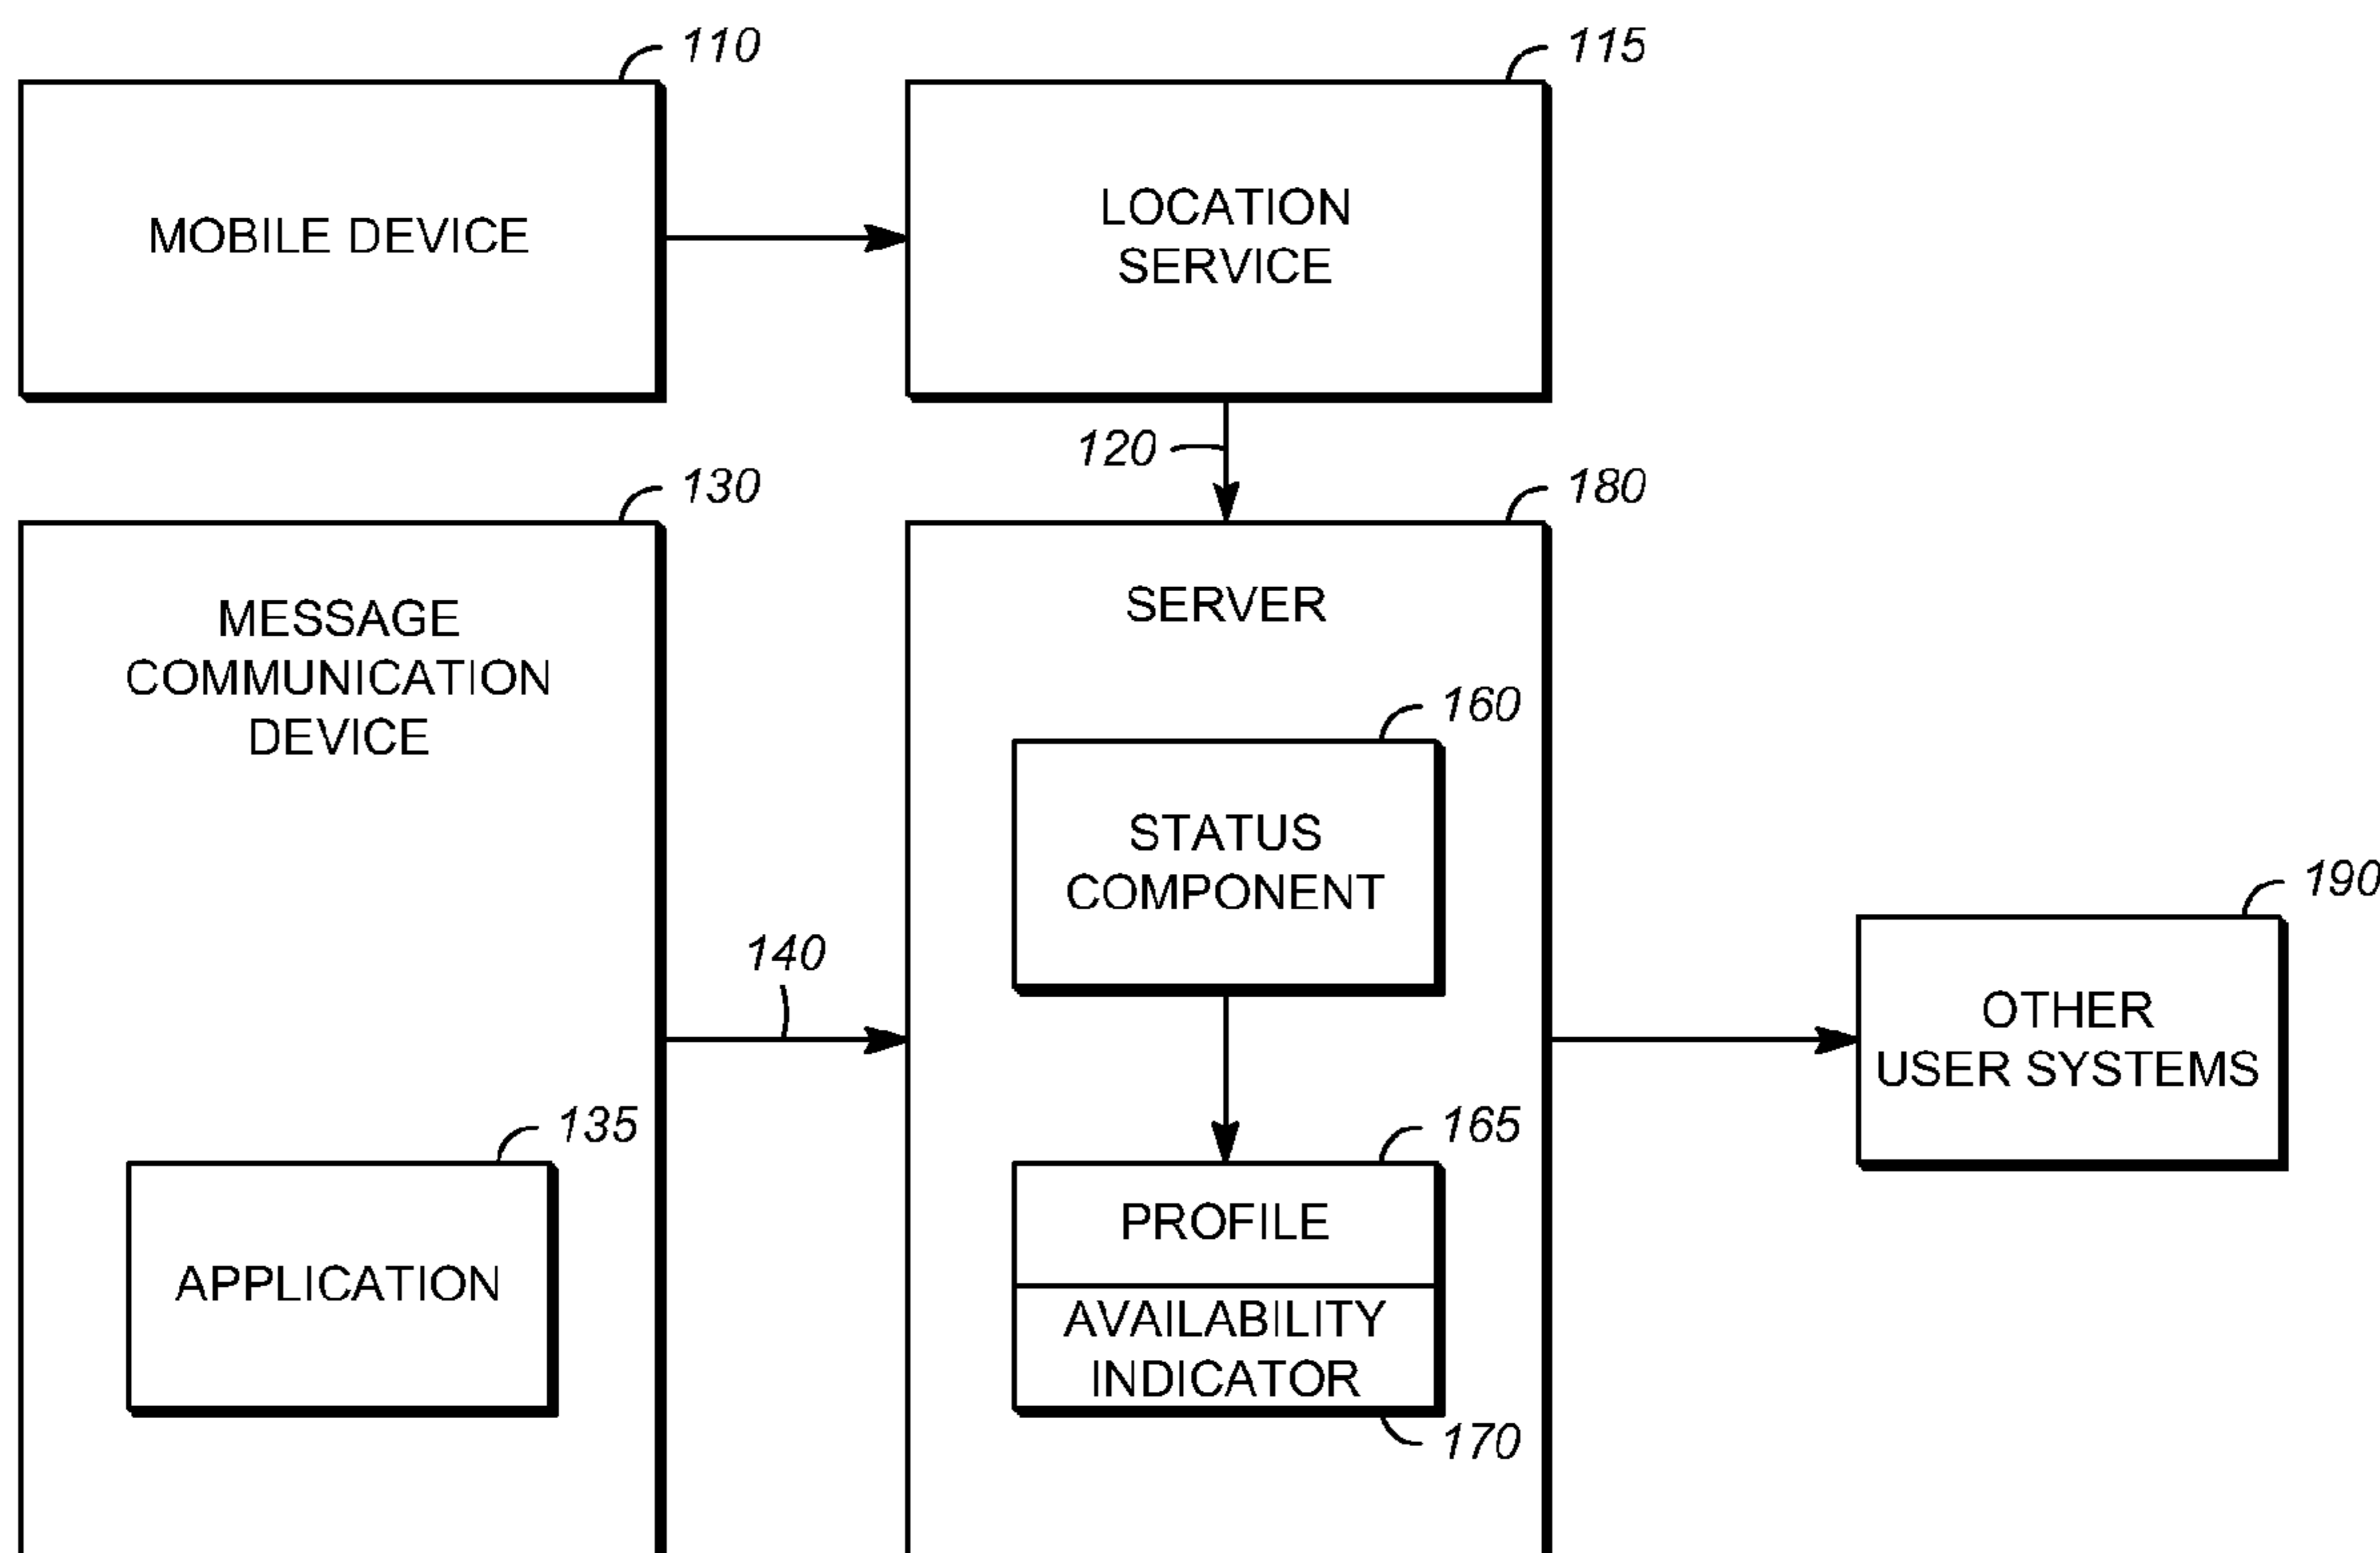 110
115
MOBILE DEVICE
LOCATION
SERVICE
120
130
180
MESSAGE
COMMUNICATION
DEVICE
SERVER
160
STATUS
COMPONENT
140
190
OTHER
USER SYSTEMS
135
165
APPLICATION
PROFILE
AVAILABILITY
INDICATOR
170